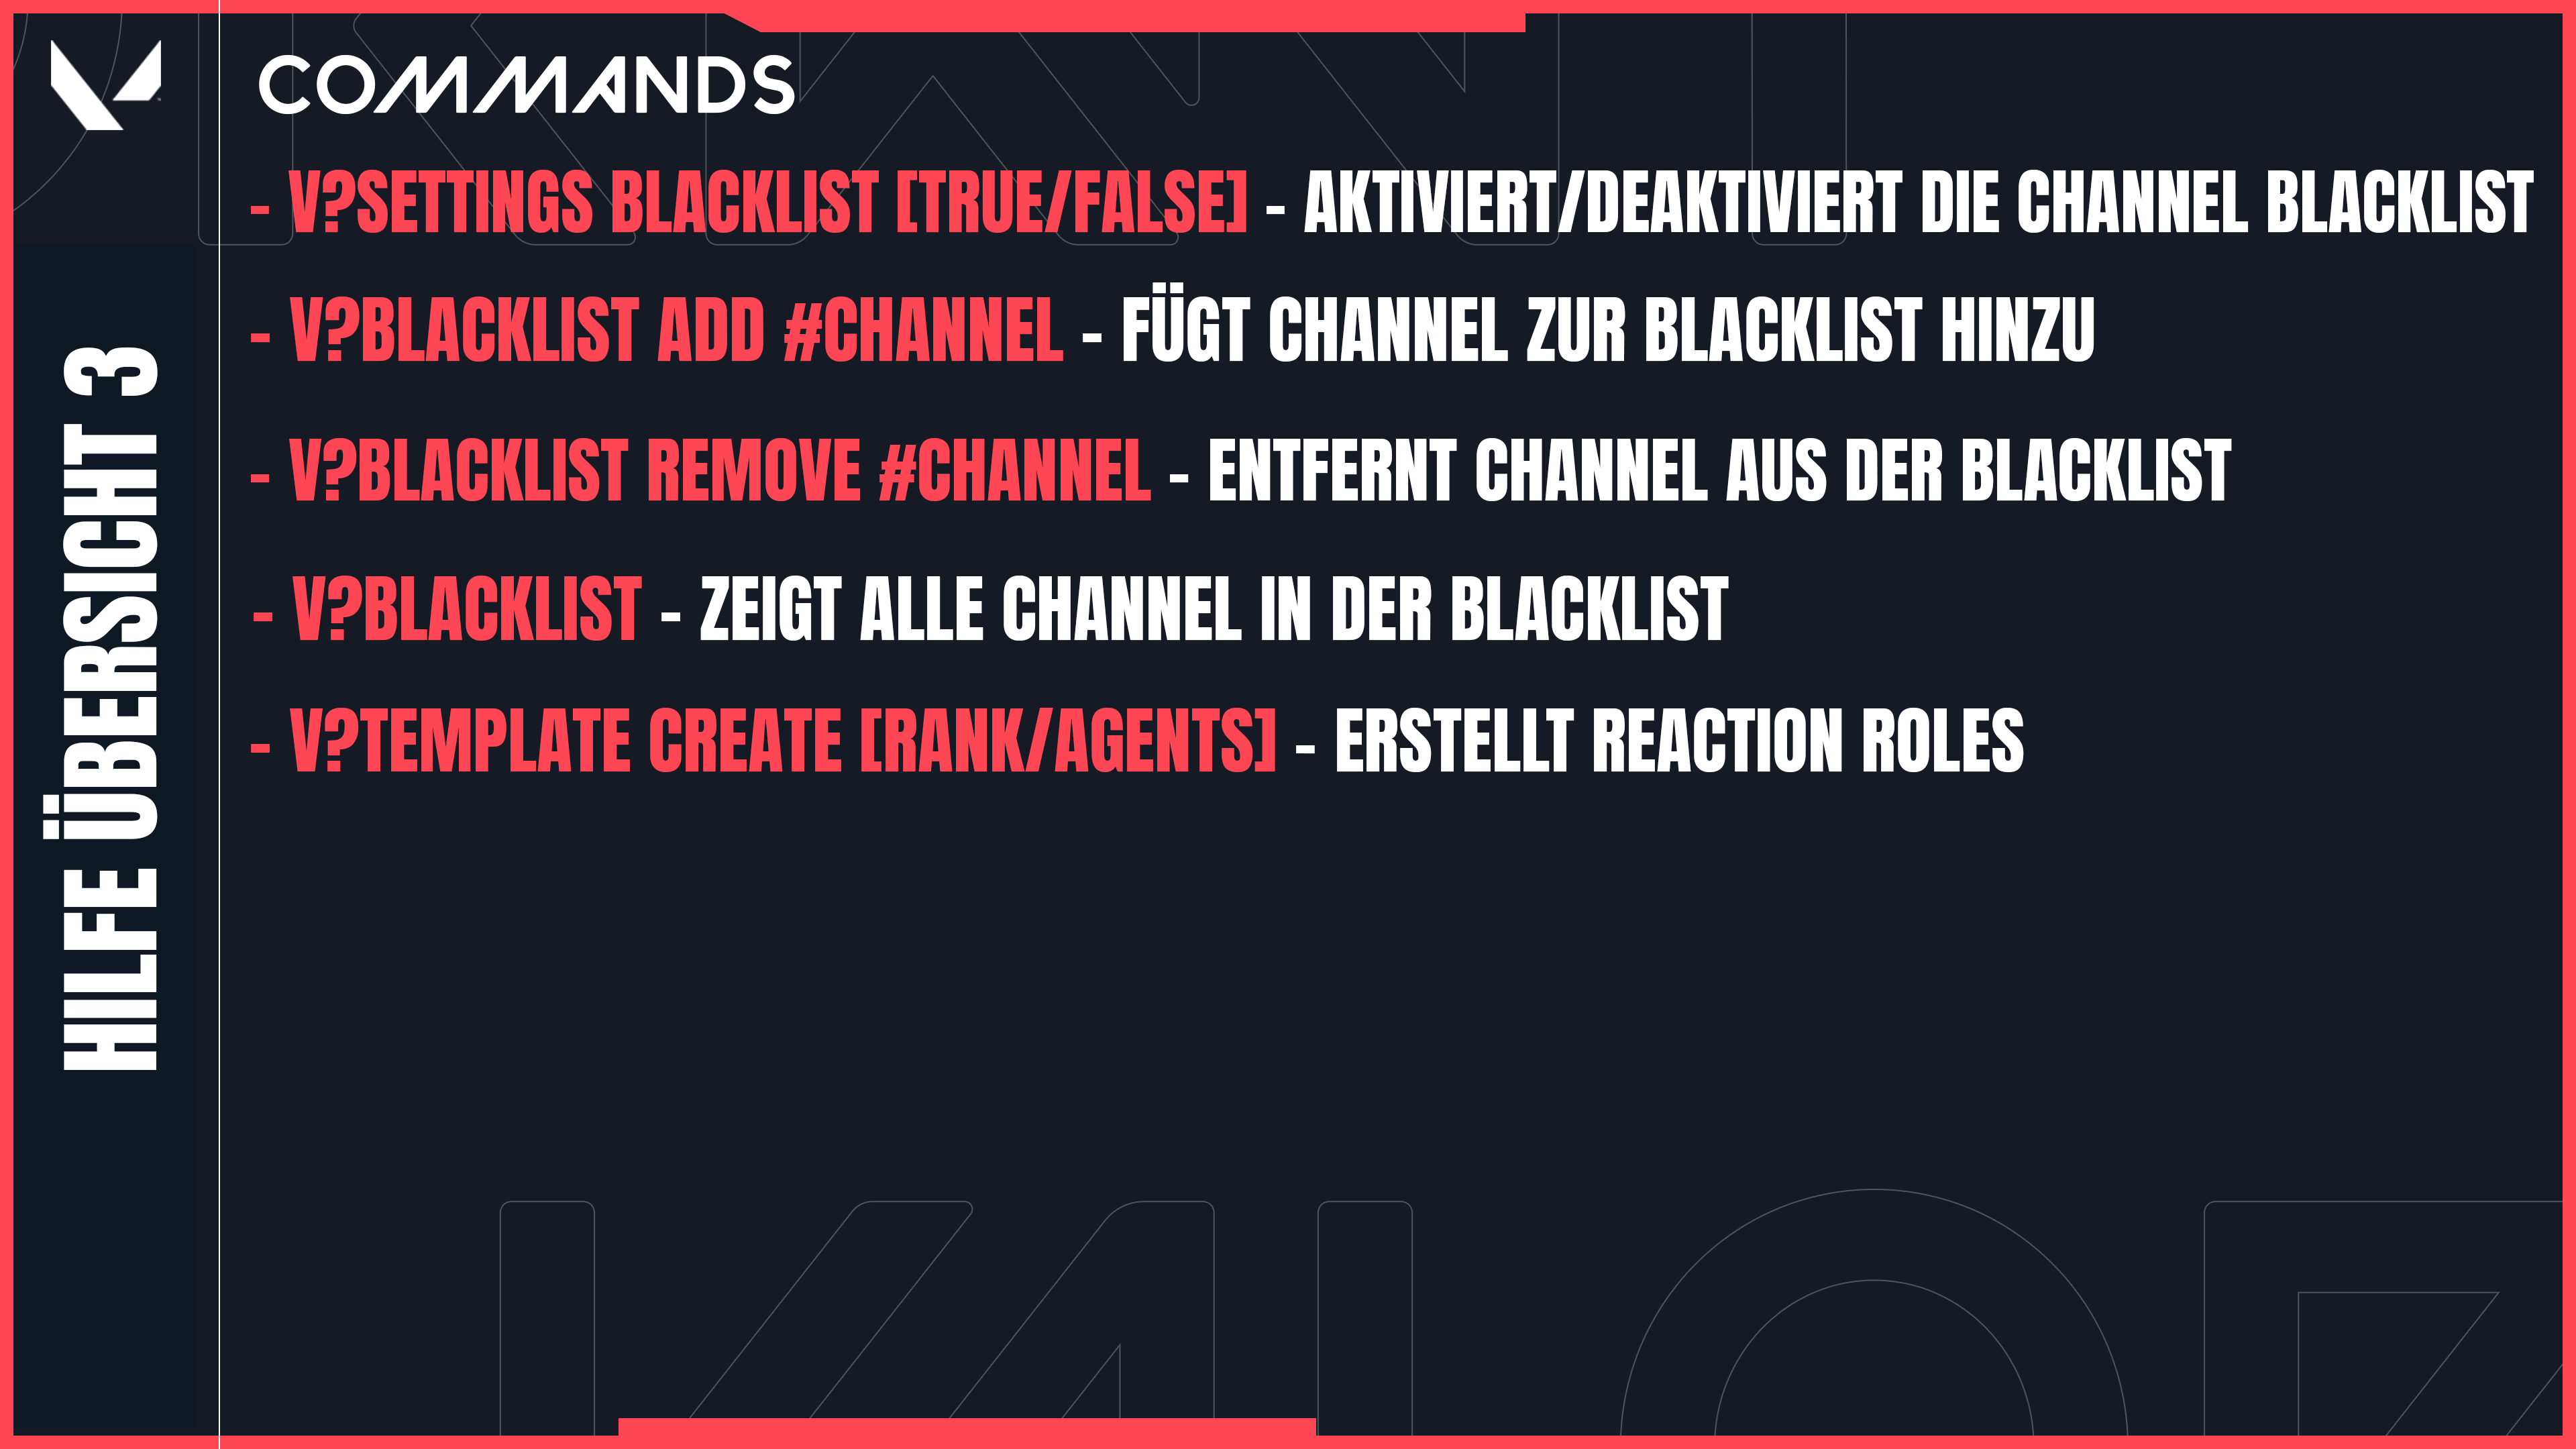 COMMANDS
- V?SETTINGS BLACKLIST [TRUE/FALSE] - AKTIVIERT/DEAKTIVIERT DIE CHANNEL BLACKLIST
- V?BLACKLIST ADD #CHANNEL - FÜGT CHANNEL ZUR BLACKLIST HINZU
- V?BLACKLIST REMOVE #CHANNEL - ENTFERNT CHANNEL AUS DER BLACKLIST
- V?BLACKLIST - ZEIGT ALLE CHANNEL IN DER BLACKLIST
- V?TEMPLATE CREATE [RANK/AGENTS] - ERSTELLT REACTION ROLES
HILFE ÜBERSICHT 3